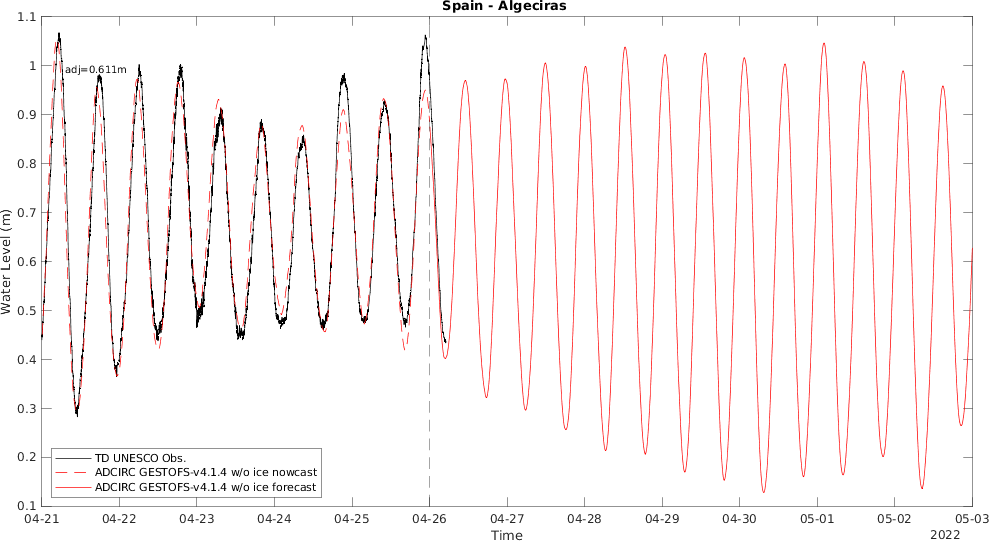 Spain - Algeciras
1.1
1
0.9
0.8
0.7
0.6
0.5
0.4
0.3
0.2
0.1
Water Level (m)
adj=0.611m
TD UNESCO Obs.
ADCIRC GESTOFS-v4.1.4 w/o ice nowcast
ADCIRC GESTOFS-v4.1.4 w/o ice forecast
04-21 04-22 04-23 04-24 04-25 04-26 04-27 04-28 04-29 04-30 05-01 05-02 05-03
Time
2022